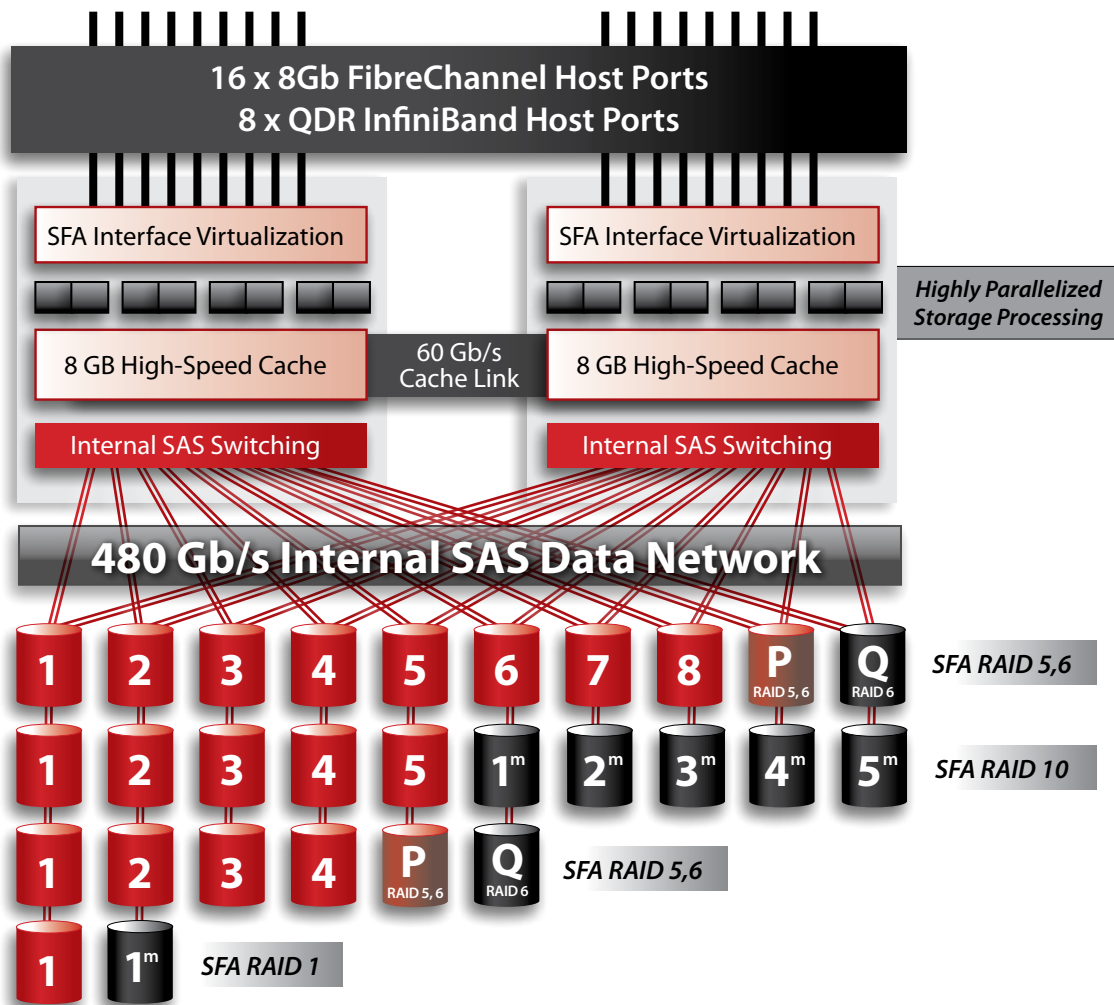 16 x 8Gb FibreChannel Host Ports
8 x QDR InfiniBand Host Ports
SFA Interface Virtualization
SFA Interface Virtualization
Highly Parallelized
Storage Processing
8 GB High-Speed Cache
60 Gb/s
Cache Link
8 GB High-Speed Cache
Internal SAS Switching
Internal SAS Switching
480 Gb/s Internal SAS Data Network
1 2 3 4 5 6 7 8 P Q
RAID 5, 6 RAID 6
SFA RAID 5,6
1 2 3 4 5 1m 2m 3m 4m 5m
SFA RAID 10
1 2 3 4 P Q
RAID 5, 6 RAID 6
SFA RAID 5,6
1 1m
SFA RAID 1